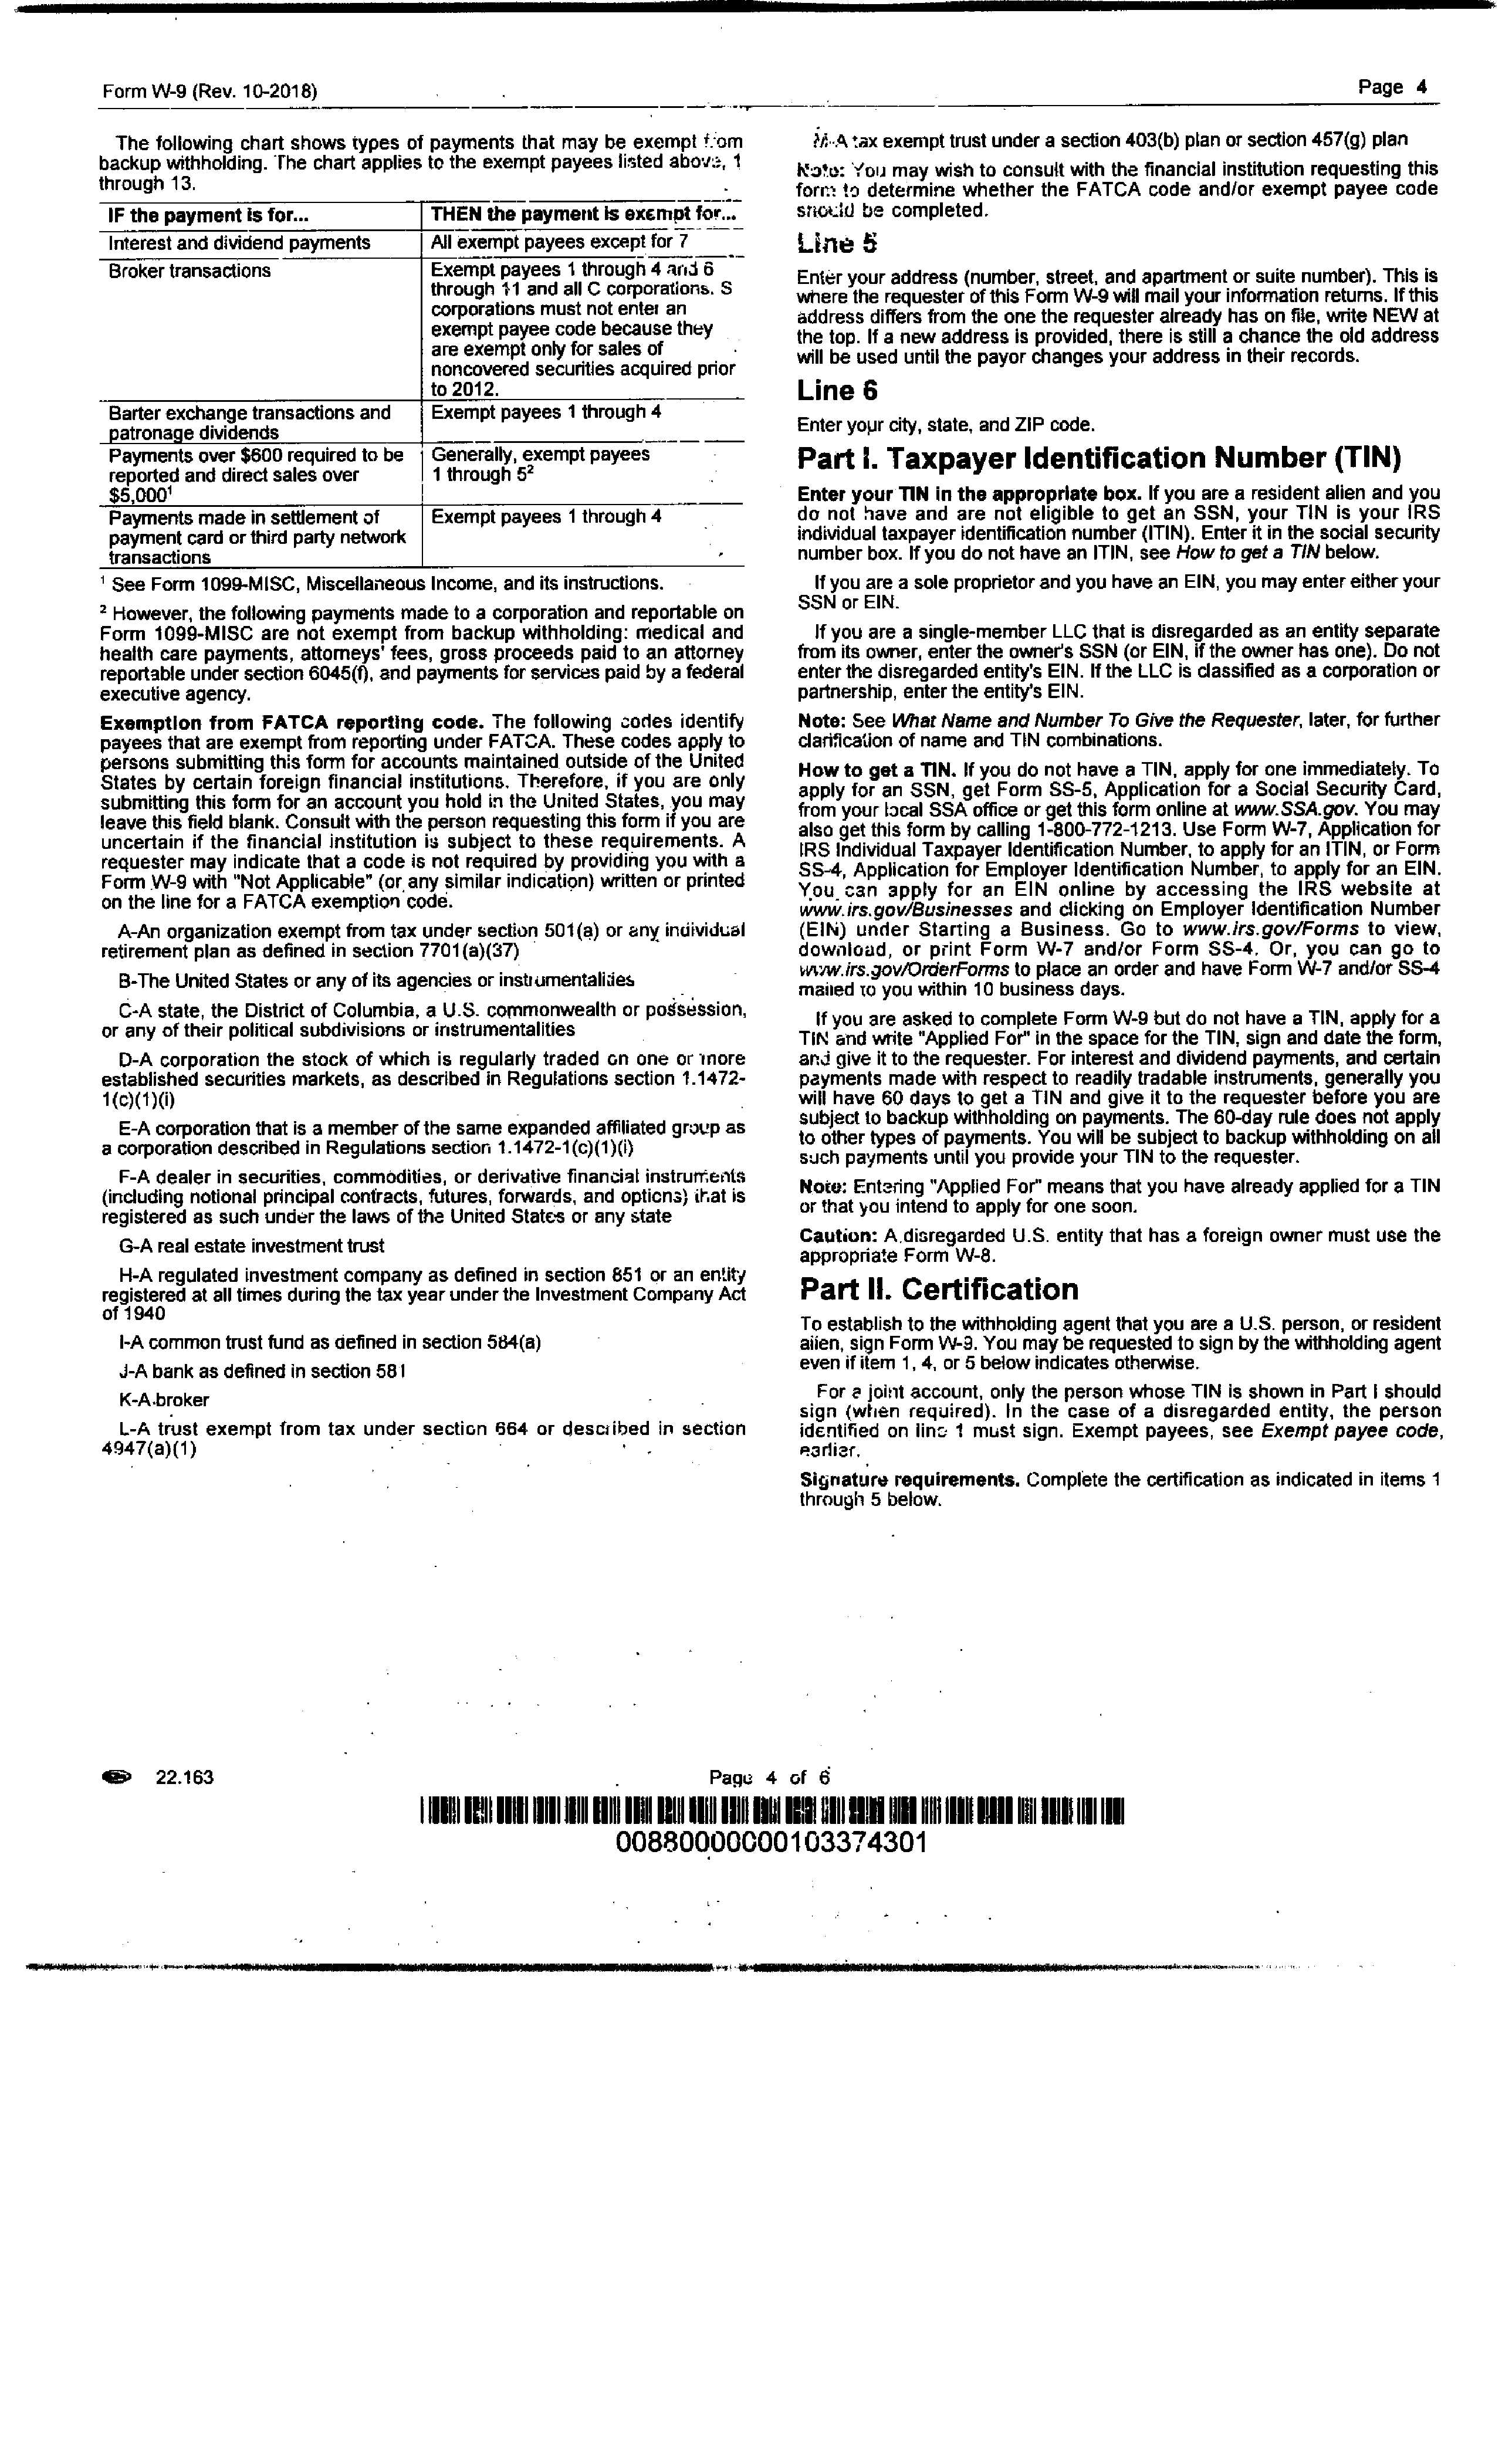 Form W-9 (Rev. 10-2018)
Page 4
The following chart shows types of payments that may be exempt from
backup withholding. The chart applies to the exempt payees listed above, 1
through 13.
IF the payment is for... THEN the payment is exempt for...
Interest and dividend payments All exempt payees except for 7
Broker transactions Exempt payees 1 through 4 and 6
through 11 and all C corporations. S
corporations must not enter an
exempt payee code because they
are exempt only for sales of
noncovered securities acquired prior
to 2012.
Barter exchange transactions and Exempt payees 1 through 4
patronage dividends
Payments over $600 required to be Generally, exempt payees
reported and direct sales over 1 through 5²
$5,000¹
Payments made in settlement of Exempt payees 1 through 4
payment card or third party network
transactions
¹ See Form 1099-MISC, Miscellaneous Income, and its instructions.
² However, the following payments made to a corporation and reportable on
Form 1099-MISC are not exempt from backup withholding: medical and
health care payments, attorneys' fees, gross proceeds paid to an attorney
reportable under section 6045(f), and payments for services paid by a federal
executive agency.
Exemption from FATCA reporting code. The following codes identify
payees that are exempt from reporting under FATCA. These codes apply to
persons submitting this form for accounts maintained outside of the United
States by certain foreign financial institutions. Therefore, if you are only
submitting this form for an account you hold in the United States, you may
leave this field blank. Consult with the person requesting this form if you are
uncertain if the financial institution is subject to these requirements. A
requester may indicate that a code is not required by providing you with a
Form W-9 with "Not Applicable" (or any similar indication) written or printed
on the line for a FATCA exemption code.
A-An organization exempt from tax under section 501(a) or any individual
retirement plan as defined in section 7701(a)(37)
B-The United States or any of its agencies or instrumentalities
C-A state, the District of Columbia, a U.S. commonwealth or possession,
or any of their political subdivisions or instrumentalities
D-A corporation the stock of which is regularly traded on one or more
established securities markets, as described in Regulations section 1.1472-
1(c)(1)(i)
E-A corporation that is a member of the same expanded affiliated group as
a corporation described in Regulations section 1.1472-1(c)(1)(i)
F-A dealer in securities, commodities, or derivative financial instruments
(including notional principal contracts, futures, forwards, and options) that is
registered as such under the laws of the United States or any state
G-A real estate investment trust
H-A regulated investment company as defined in section 851 or an entity
registered at all times during the tax year under the Investment Company Act
of 1940
I-A common trust fund as defined in section 584(a)
J-A bank as defined in section 581
K-A broker
L-A trust exempt from tax under section 664 or described in section
4947(a)(1)
M-A tax exempt trust under a section 403(b) plan or section 457(g) plan
Note: You may wish to consult with the financial institution requesting this
form to determine whether the FATCA code and/or exempt payee code
should be completed.
Line 5
Enter your address (number, street, and apartment or suite number). This is
where the requester of this Form W-9 will mail your information returns. If this
address differs from the one the requester already has on file, write NEW at
the top. If a new address is provided, there is still a chance the old address
will be used until the payor changes your address in their records.
Line 6
Enter your city, state, and ZIP code.
Part I. Taxpayer Identification Number (TIN)
Enter your TIN in the appropriate box. If you are a resident alien and you
do not have and are not eligible to get an SSN, your TIN is your IRS
individual taxpayer identification number (ITIN). Enter it in the social security
number box. If you do not have an ITIN, see How to get a TIN below.
If you are a sole proprietor and you have an EIN, you may enter either your
SSN or EIN.
If you are a single-member LLC that is disregarded as an entity separate
from its owner, enter the owner's SSN (or EIN, if the owner has one). Do not
enter the disregarded entity's EIN. If the LLC is classified as a corporation or
partnership, enter the entity's EIN.
Note: See What Name and Number To Give the Requester, later, for further
clarification of name and TIN combinations.
How to get a TIN. If you do not have a TIN, apply for one immediately. To
apply for an SSN, get Form SS-5, Application for a Social Security Card,
from your local SSA office or get this form online at www.SSA.gov. You may
also get this form by calling 1-800-772-1213. Use Form W-7, Application for
IRS Individual Taxpayer Identification Number, to apply for an ITIN, or Form
SS-4, Application for Employer Identification Number, to apply for an EIN.
You can apply for an EIN online by accessing the IRS website at
www.irs.gov/Businesses and clicking on Employer Identification Number
(EIN) under Starting a Business. Go to www.irs.gov/Forms to view,
download, or print Form W-7 and/or Form SS-4. Or, you can go to
www.irs.gov/OrderForms to place an order and have Form W-7 and/or SS-4
mailed to you within 10 business days.
If you are asked to complete Form W-9 but do not have a TIN, apply for a
TIN and write "Applied For" in the space for the TIN, sign and date the form,
and give it to the requester. For interest and dividend payments, and certain
payments made with respect to readily tradable instruments, generally you
will have 60 days to get a TIN and give it to the requester before you are
subject to backup withholding on payments. The 60-day rule does not apply
to other types of payments. You will be subject to backup withholding on all
such payments until you provide your TIN to the requester.
Note: Entering "Applied For" means that you have already applied for a TIN
or that you intend to apply for one soon.
Caution: A disregarded U.S. entity that has a foreign owner must use the
appropriate Form W-8.
Part II. Certification
To establish to the withholding agent that you are a U.S. person, or resident
alien, sign Form W-9. You may be requested to sign by the withholding agent
even if item 1, 4, or 5 below indicates otherwise.
For a joint account, only the person whose TIN is shown in Part I should
sign (when required). In the case of a disregarded entity, the person
identified on line 1 must sign. Exempt payees, see Exempt payee code,
earlier.
Signature requirements. Complete the certification as indicated in items 1
through 5 below.
22.163
Page 4 of 6
00880000000103374301